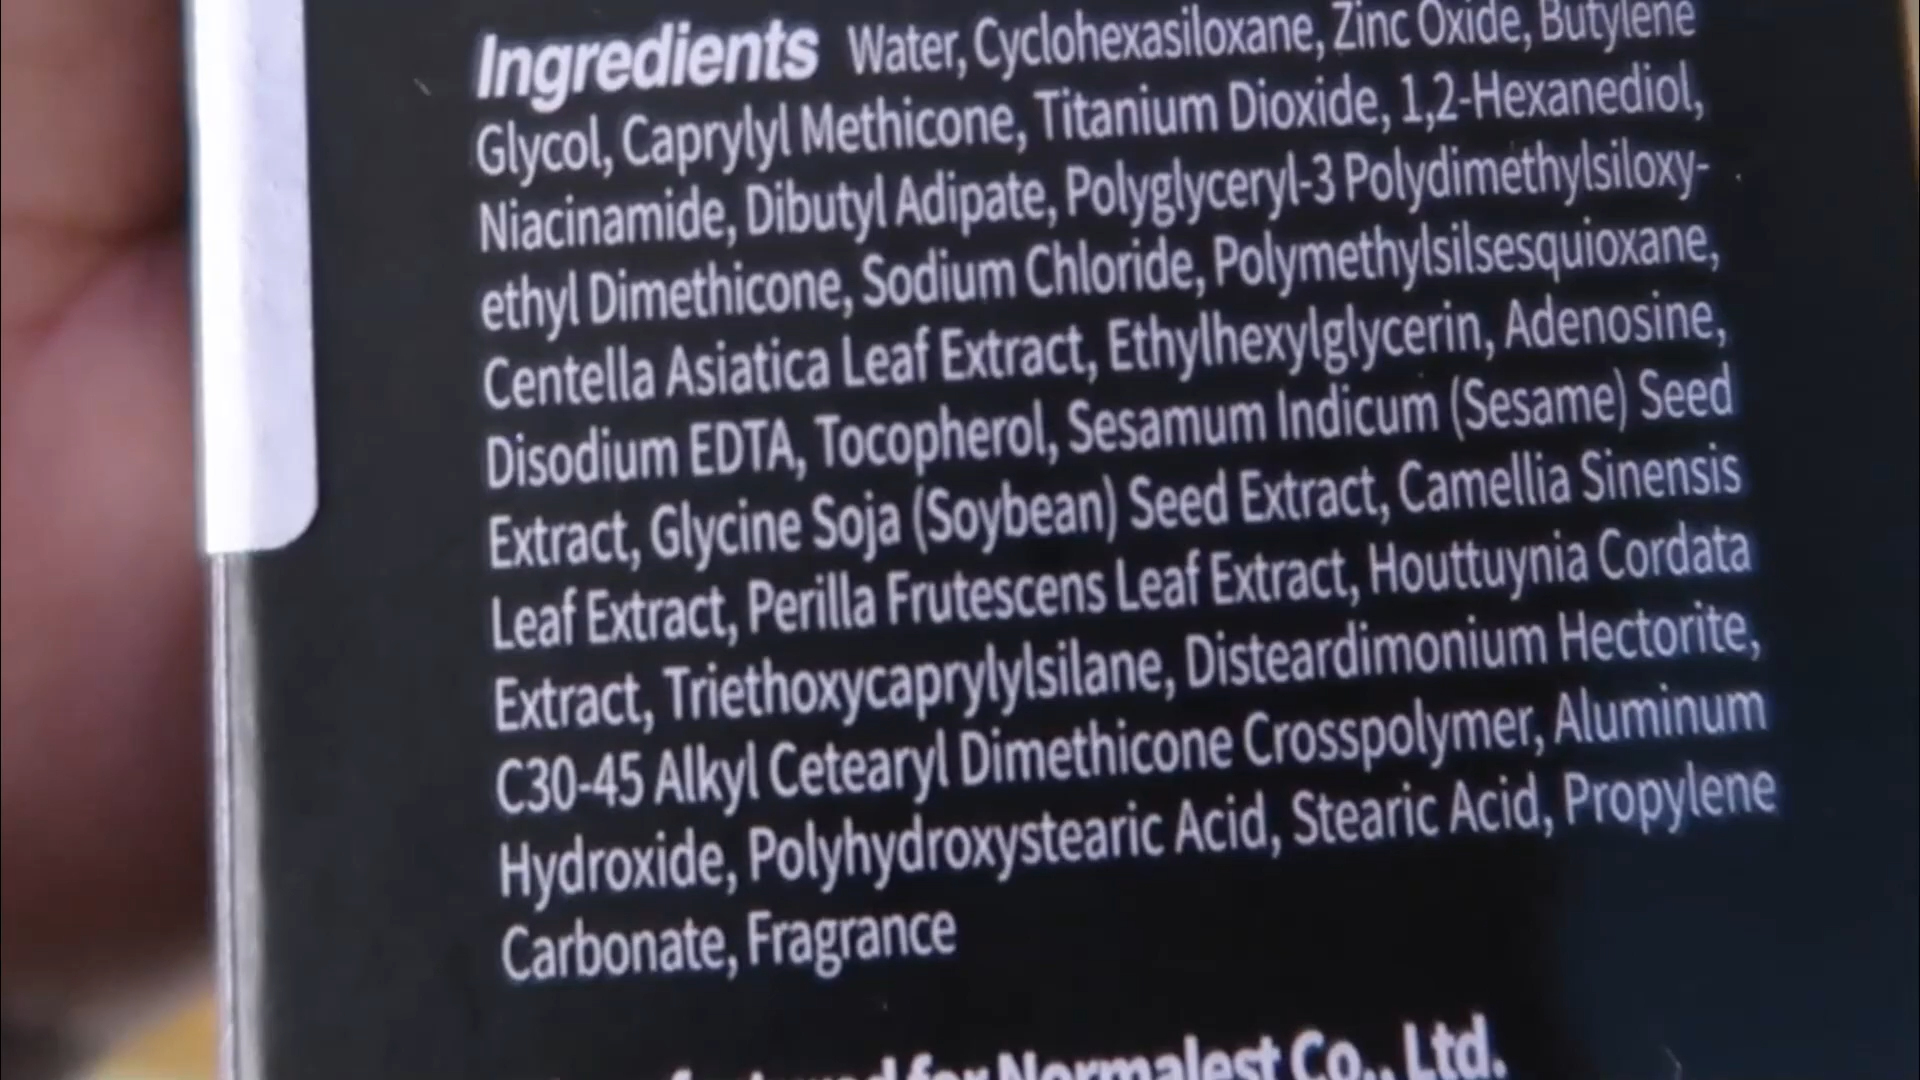 Ingredients Water, Cyclohexasiloxane, Zinc Oxide, Butylene
Glycol, Caprylyl Methicone, Titanium Dioxide, 1,2-Hexanediol,
Niacinamide, Dibutyl Adipate, Polyglyceryl-3 Polydimethylsiloxy-
ethyl Dimethicone, Sodium Chloride, Polymethylsilsesquioxane,
Centella Asiatica Leaf Extract, Ethylhexylglycerin, Adenosine,
Disodium EDTA, Tocopherol, Sesamum Indicum (Sesame) Seed
Extract, Glycine Soja (Soybean) Seed Extract, Camellia Sinensis
Leaf Extract, Perilla Frutescens Leaf Extract, Houttuynia Cordata
Extract, Triethoxycaprylylsilane, Disteardimonium Hectorite,
C30-45 Alkyl Cetearyl Dimethicone Crosspolymer, Aluminum
Hydroxide, Polyhydroxystearic Acid, Stearic Acid, Propylene
Carbonate, Fragrance
for Normalest Co., Ltd.